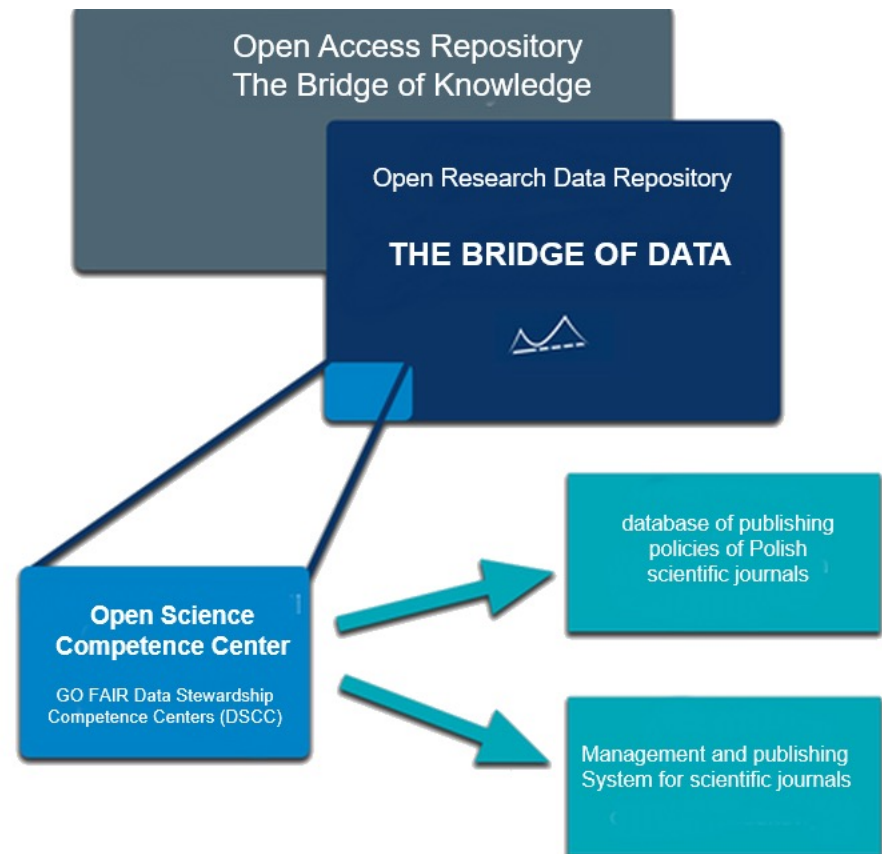 Open Access Repository
The Bridge of Knowledge
Open Research Data Repository
THE BRIDGE OF DATA
Open Science
Competence Center
GO FAIR Data Stewardship
Competence Centers (DSCC)
database of publishing
policies of Polish
scientific journals
Management and publishing
System for scientific journals